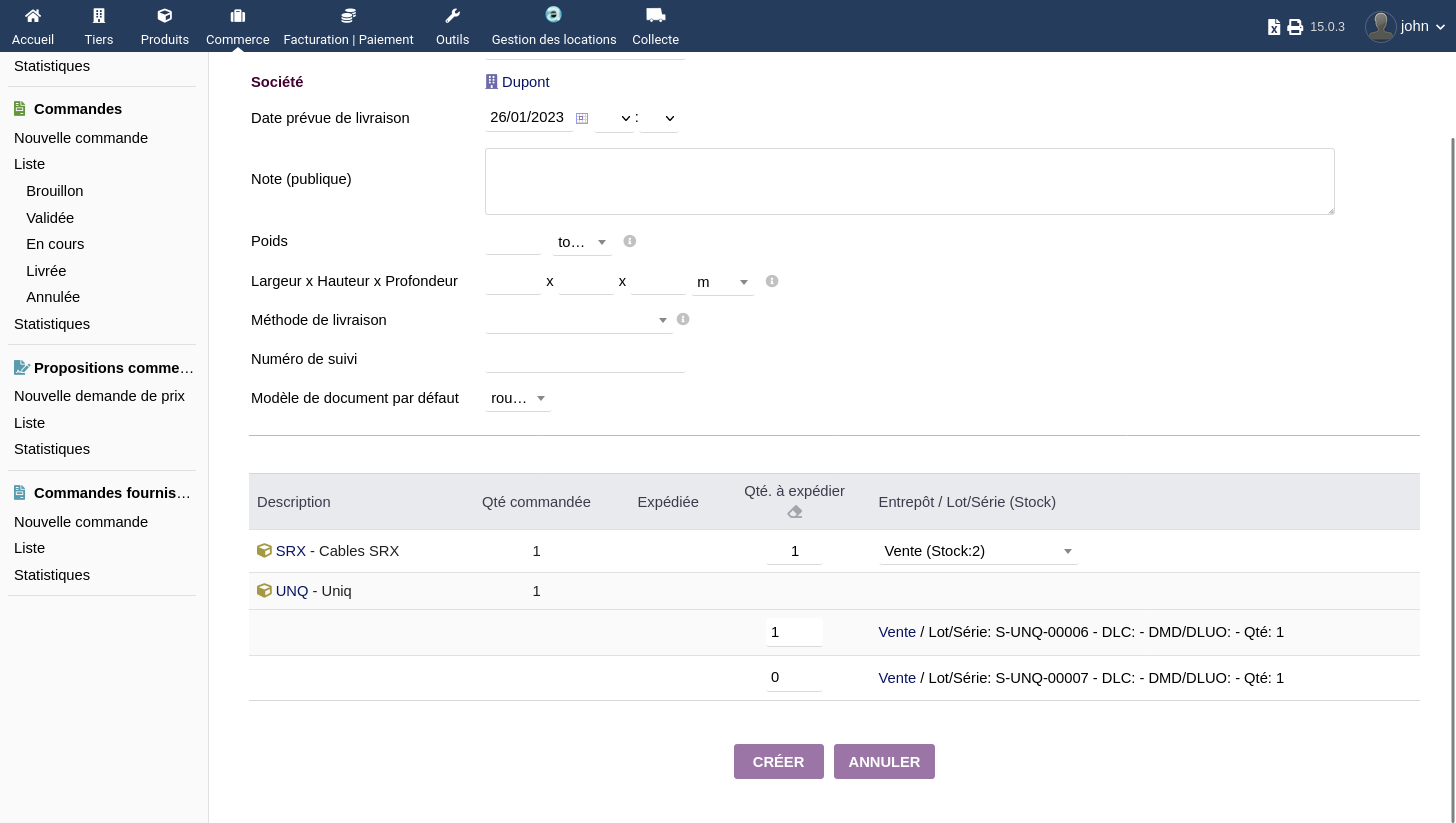 Accueil Tiers Produits Commerce Facturation | Paiement Outils Gestion des locations Collecte 15.0.3 john
Statistiques
Commandes
Nouvelle commande
Liste
Brouillon
Validée
En cours
Livrée
Annulée
Statistiques
Propositions comme…
Nouvelle demande de prix
Liste
Statistiques
Commandes fournis…
Nouvelle commande
Liste
Statistiques
Société Dupont
Date prévue de livraison 26/01/2023 :
Note (publique)
Poids to…
Largeur x Hauteur x Profondeur x x m
Méthode de livraison
Numéro de suivi
Modèle de document par défaut rou…
Description Qté commandée Expédiée Qté. à expédier Entrepôt / Lot/Série (Stock)
SRX - Cables SRX 1 1 Vente (Stock:2)
UNQ - Uniq 1
1 Vente / Lot/Série: S-UNQ-00006 - DLC: - DMD/DLUO: - Qté: 1
0 Vente / Lot/Série: S-UNQ-00007 - DLC: - DMD/DLUO: - Qté: 1
CRÉER ANNULER